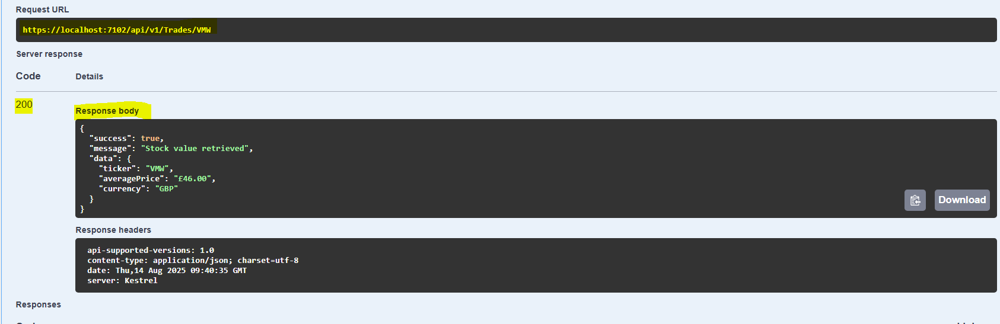 Request URL
https://localhost:7102/api/v1/Trades/VMW
Server response
Code Details
200
Response body
{
  "success": true,
  "message": "Stock value retrieved",
  "data": {
    "ticker": "VMW",
    "averagePrice": "£46.00",
    "currency": "GBP"
  }
}
Download
Response headers
api-supported-versions: 1.0
content-type: application/json; charset=utf-8
date: Thu,14 Aug 2025 09:40:35 GMT
server: Kestrel
Responses